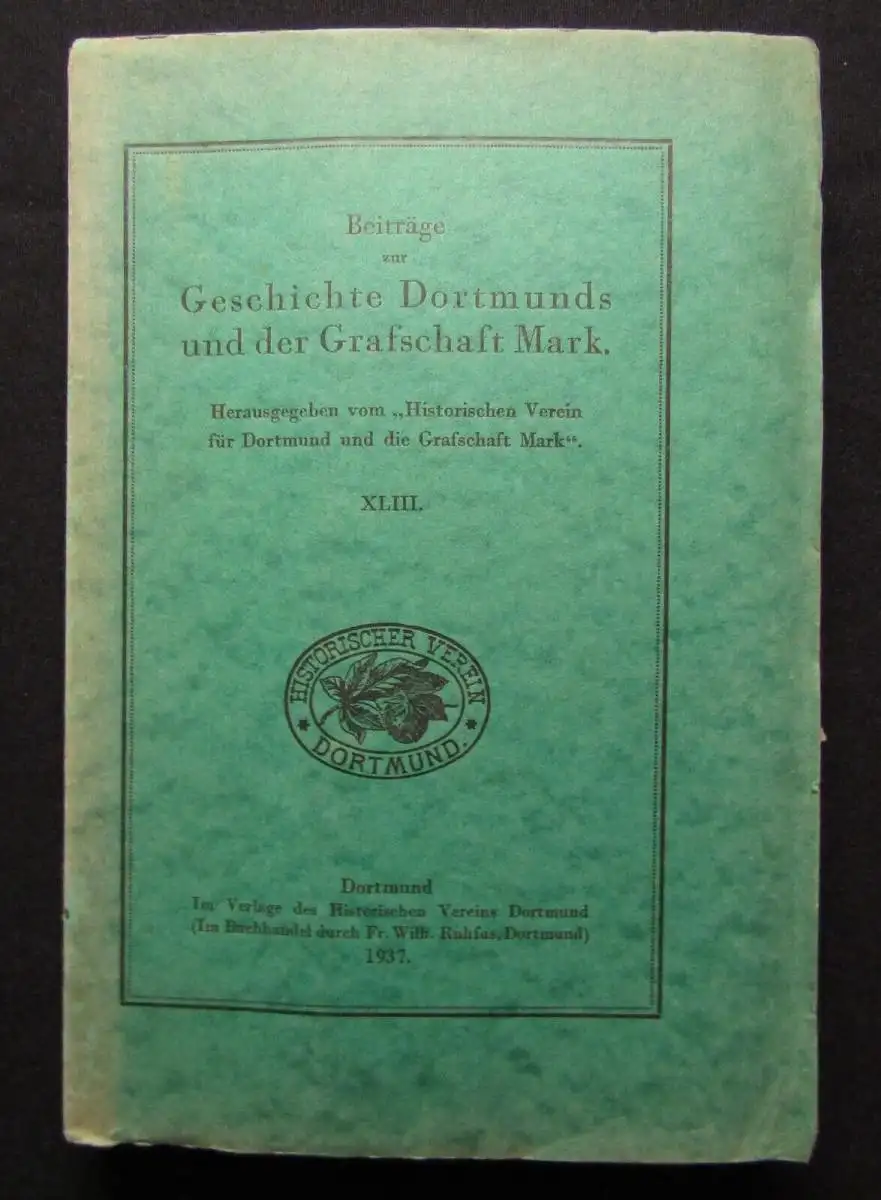 Beiträge
zur
Geschichte Dortmunds
und der Grafschaft Mark.
Herausgegeben vom „Historischen Verein
für Dortmund und die Grafschaft Mark“.
XLIII.
HISTORISCHER VEREIN
* DORTMUND. *
Dortmund
Im Verlage des Historischen Vereins Dortmund
(Im Buchhandel durch Fr. Wilh. Ruhfus, Dortmund)
1937.